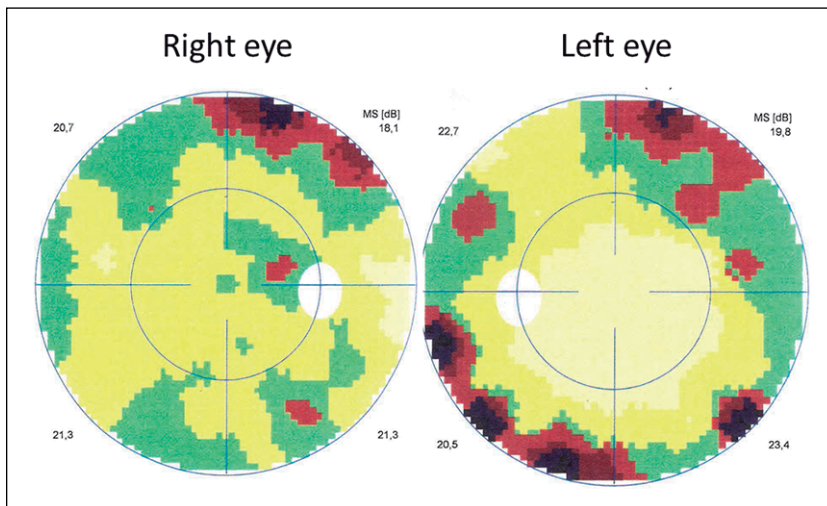 Right eye
Left eye
20,7
MS [dB]
18,1
22,7
MS [dB]
19,8
21,3
21,3
20,5
23,4